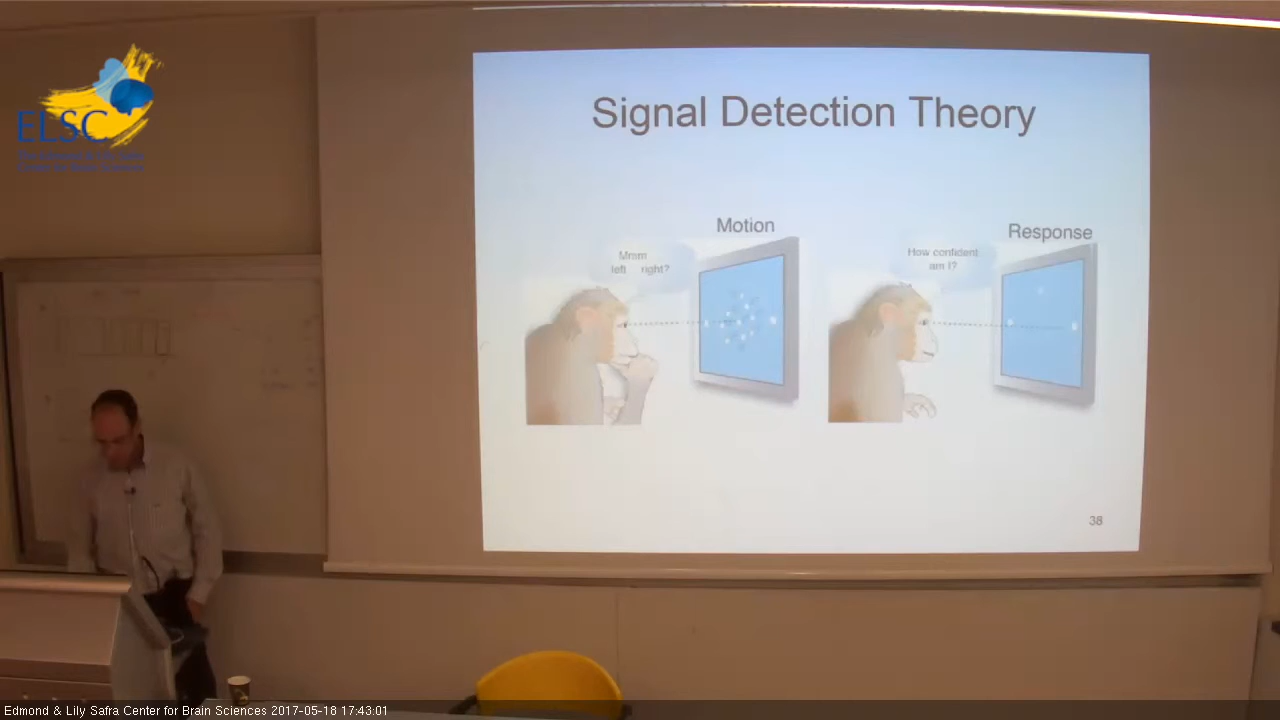 ELSC
Signal Detection Theory
Motion
Response
Mmm
left right?
How confident
am I?
38
Edmond & Lily Safra Center for Brain Sciences 2017-05-18 17:43:01